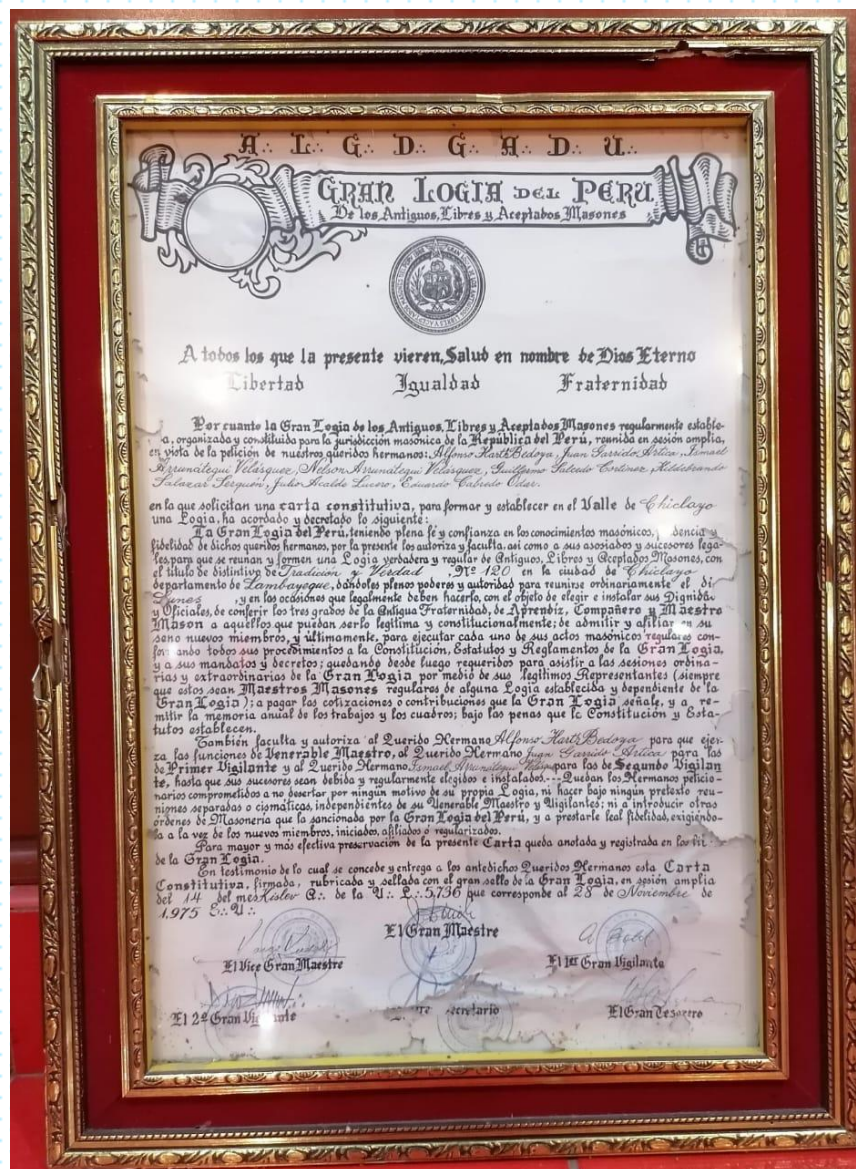 A∴ L∴ G∴ D∴ G∴ A∴ D∴ U∴
GRAN LOGIA DEL PERU
De los Antiguos, Libres y Aceptados Masones
A todos los que la presente vieren, Salud en nombre de Dios Eterno
Libertad Igualdad Fraternidad
Por cuanto la Gran Logia de los Antiguos, Libres y Aceptados Masones regularmente estable-
a, organizada y constituida para la jurisdicción masónica de la República del Perú, reunida en sesión amplia,
en vista de la petición de nuestros queridos hermanos: Alfonso Hart Bedoya, Juan Garrido Artica, Ismael
Arrunátegui Velásquez, Nelson Arrunátegui Velásquez, Guillermo Salcedo Cortinez, Hildebrando
Salazar Serquén, Julio Alcalde Lucero, Eduardo Cabredo Odar.
en la que solicitan una carta constitutiva, para formar y establecer en el Valle de Chiclayo
una Logia, ha acordado y decretado lo siguiente:
La Gran Logia del Perú, teniendo plena fé y confianza en los conocimientos masónicos, dencia y
fidelidad de dichos queridos hermanos, por la presente los autoriza y faculta, así como a sus asociados y sucesores lega-
les, para que se reunan y formen una Logia verdadera y regular de Antiguos, Libres y Aceptados Masones, con
el título de distintivo de Tradición y Verdad, Nº 120 en la ciudad de Chiclayo
departamento de Lambayeque, dándoles plenos poderes y autoridad para reunirse ordinariamente el di
Lunes, y en las ocasiones que legalmente deben hacerlo, con el objeto de elegir e instalar sus Dignida
y Oficiales, de conferir los tres grados de la Antigua Fraternidad, de Aprendiz, Compañero y Maestro
Mason a aquellos que puedan serlo legítima y constitucionalmente; de admitir y afiliar en su
seno nuevos miembros, y últimamente, para ejecutar cada uno de sus actos masónicos regulares con-
formando todos sus procedimientos a la Constitución, Estatutos y Reglamentos de la Gran Logia,
y a sus mandatos y decretos; quedando desde luego requeridos para asistir a las sesiones ordina-
rias y extraordinarias de la Gran Logia por medio de sus legítimos Representantes (siempre
que estos sean Maestros Masones regulares de alguna Logia establecida y dependiente de la
Gran Logia); a pagar las cotizaciones o contribuciones que la Gran Logia señale, y a re-
mitir la memoria anual de los trabajos y los cuadros; bajo las penas que la Constitución y Esta-
tutos establecen.
También faculta y autoriza al Querido Hermano Alfonso Hart Bedoya para que ejer-
za las funciones de Venerable Maestro, al Querido Hermano Juan Garrido Artica para las
de Primer Vigilante y al Querido Hermano Ismael Arrunátegui para las de Segundo Vigilan
te, hasta que sus sucesores sean debida y regularmente elegidos e instalados.--- Quedan los Hermanos peticio-
narios comprometidos a no desertar por ningún motivo de su propia Logia, ni hacer bajo ningún pretexto reu-
niones separadas o cismáticas, independientes de su Venerable Maestro y Vigilantes; ni a introducir otras
órdenes de Masonería que la sancionada por la Gran Logia del Perú, y a prestarle leal fidelidad, exigiéndo-
la a la vez de los nuevos miembros, iniciados, afiliados o regularizados.
Para mayor y más efectiva preservación de la presente Carta queda anotada y registrada en los
de la Gran Logia.
En testimonio de lo cual se concede y entrega a los antedichos Queridos Hermanos esta Carta
Constitutiva, firmada, rubricada y sellada con el gran sello de la Gran Logia, en sesión amplia
del 14 del mes Kislev A∴ de la V∴ L∴ 5,736 que corresponde al 28 de Noviembre de
1,975 E∴ V∴
El Gran Maestre
El Vice Gran Maestre El 1er Gran Vigilante
El 2º Gran Vigilante cretario El Gran Tesorero